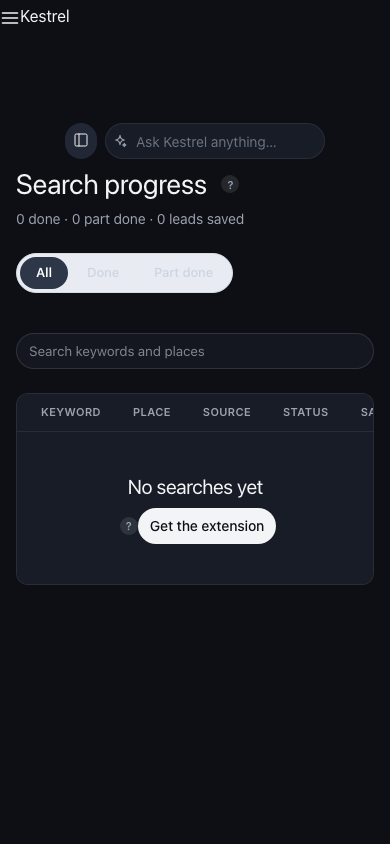 Kestrel
Ask Kestrel anything...
Search progress ?
0 done · 0 part done · 0 leads saved
All Done Part done
Search keywords and places
KEYWORD PLACE SOURCE STATUS SA
No searches yet
? Get the extension